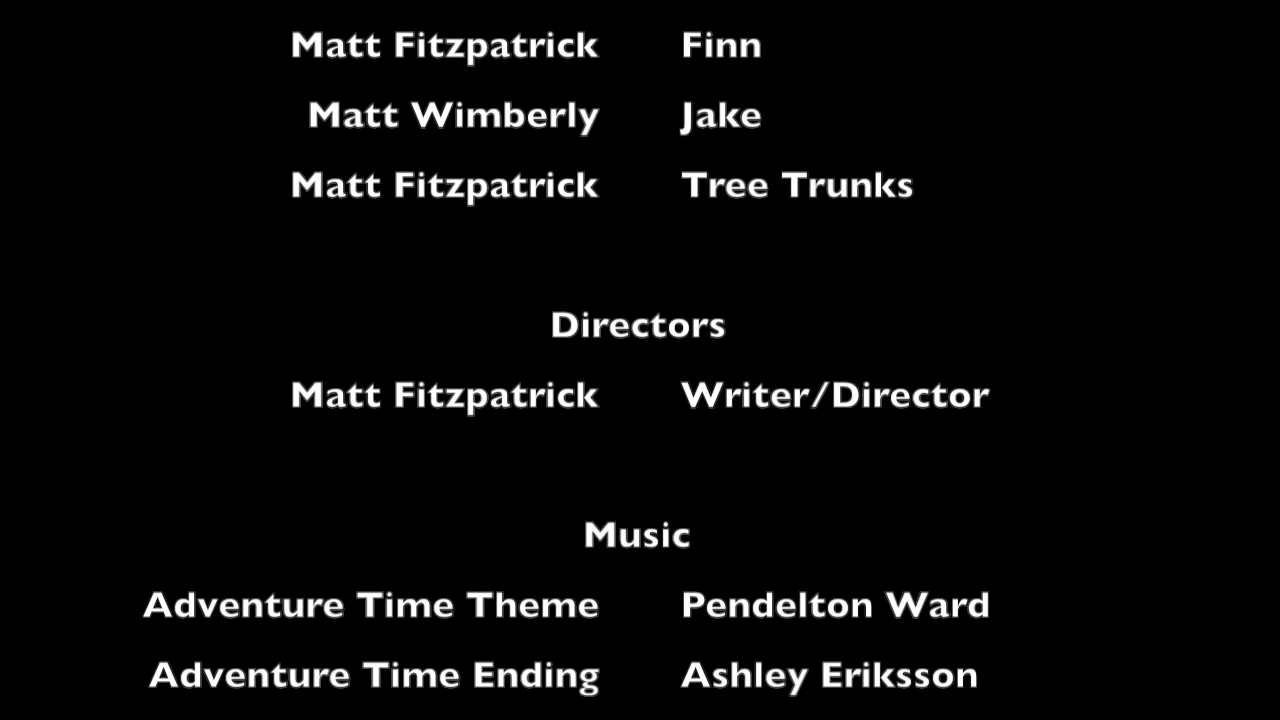 Matt Fitzpatrick Finn
Matt Wimberly Jake
Matt Fitzpatrick Tree Trunks
Directors
Matt Fitzpatrick Writer/Director
Music
Adventure Time Theme Pendelton Ward
Adventure Time Ending Ashley Eriksson